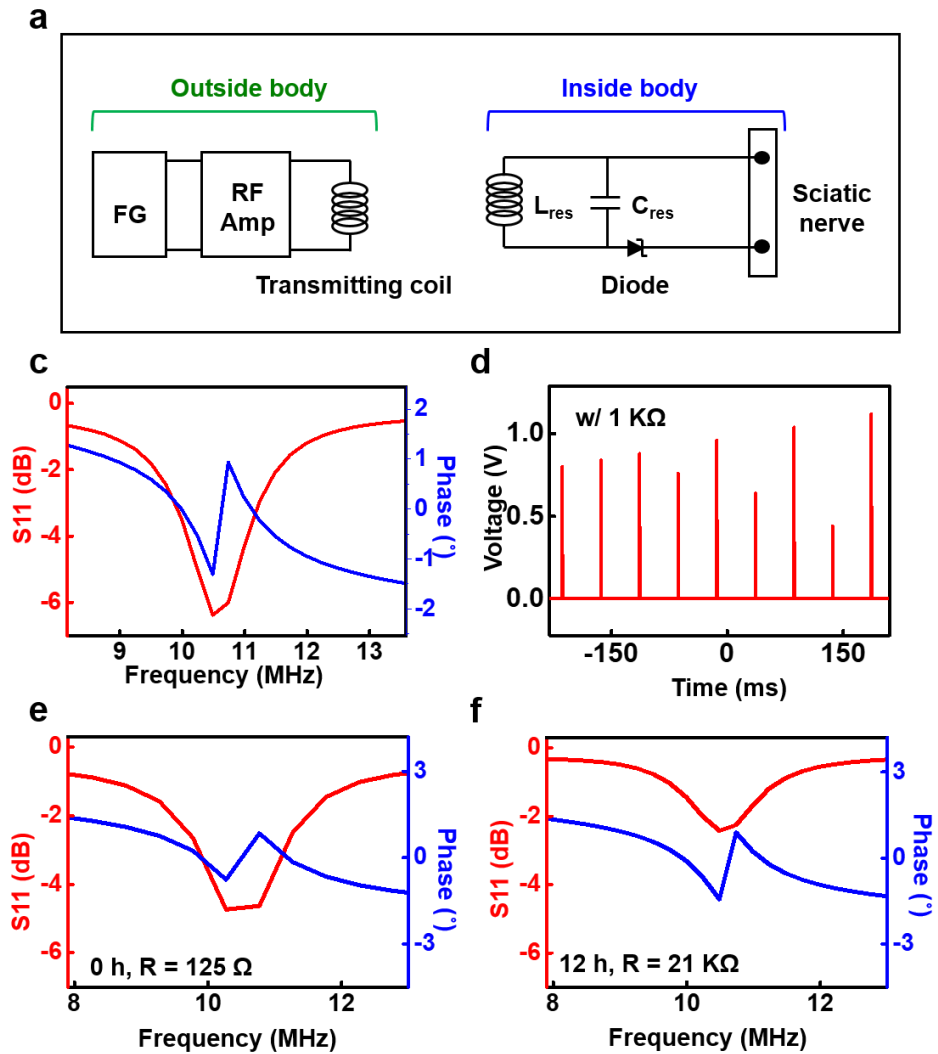 a
Outside body
Inside body
FG
RF
Amp
L_res
C_res
Sciatic
nerve
Transmitting coil
Diode
c
0
-2
-4
-6
S11 (dB)
2
1
0
-1
-2
Phase (°)
9
10
11
12
13
Frequency (MHz)
d
w/ 1 KΩ
1.0
0.5
0.0
Voltage (V)
-150
0
150
Time (ms)
e
0
-2
-4
-6
S11 (dB)
3
0
-3
Phase (°)
0 h, R = 125 Ω
8
10
12
Frequency (MHz)
f
0
-2
-4
-6
S11 (dB)
3
0
-3
Phase (°)
12 h, R = 21 KΩ
8
10
12
Frequency (MHz)